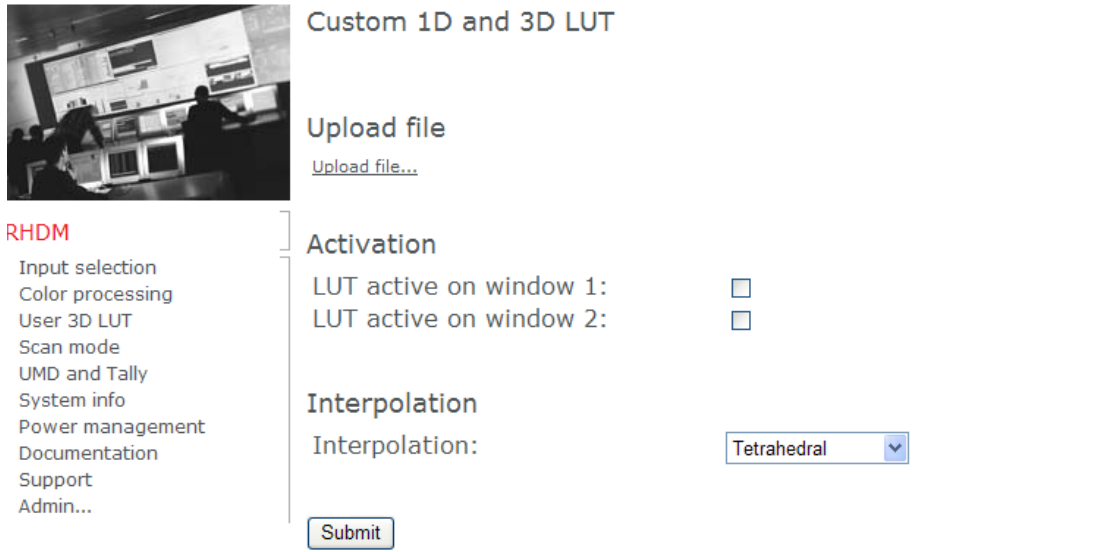 Custom 1D and 3D LUT
Upload file
Upload file...
RHDM
Input selection
Color processing
User 3D LUT
Scan mode
UMD and Tally
System info
Power management
Documentation
Support
Admin...
Activation
LUT active on window 1:
LUT active on window 2:
Interpolation
Interpolation: Tetrahedral
Submit